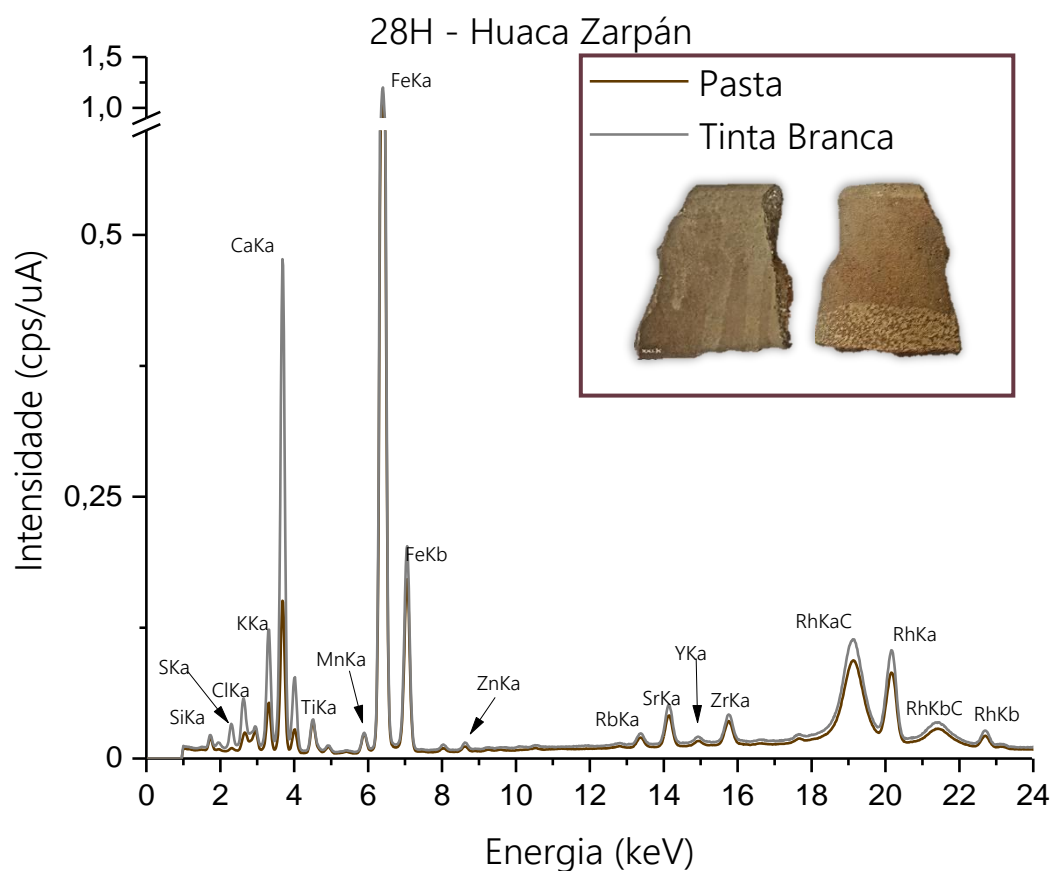 28H - Huaca Zarpán
Pasta
Tinta Branca
1,5
1,0
0,5
0,25
0
Intensidade (cps/uA)
FeKa
CaKa
FeKb
KKa
SKa
ClKa
SiKa
TiKa
MnKa
ZnKa
RbKa
SrKa
YKa
ZrKa
RhKaC
RhKa
RhKbC
RhKb
0 2 4 6 8 10 12 14 16 18 20 22 24
Energia (keV)